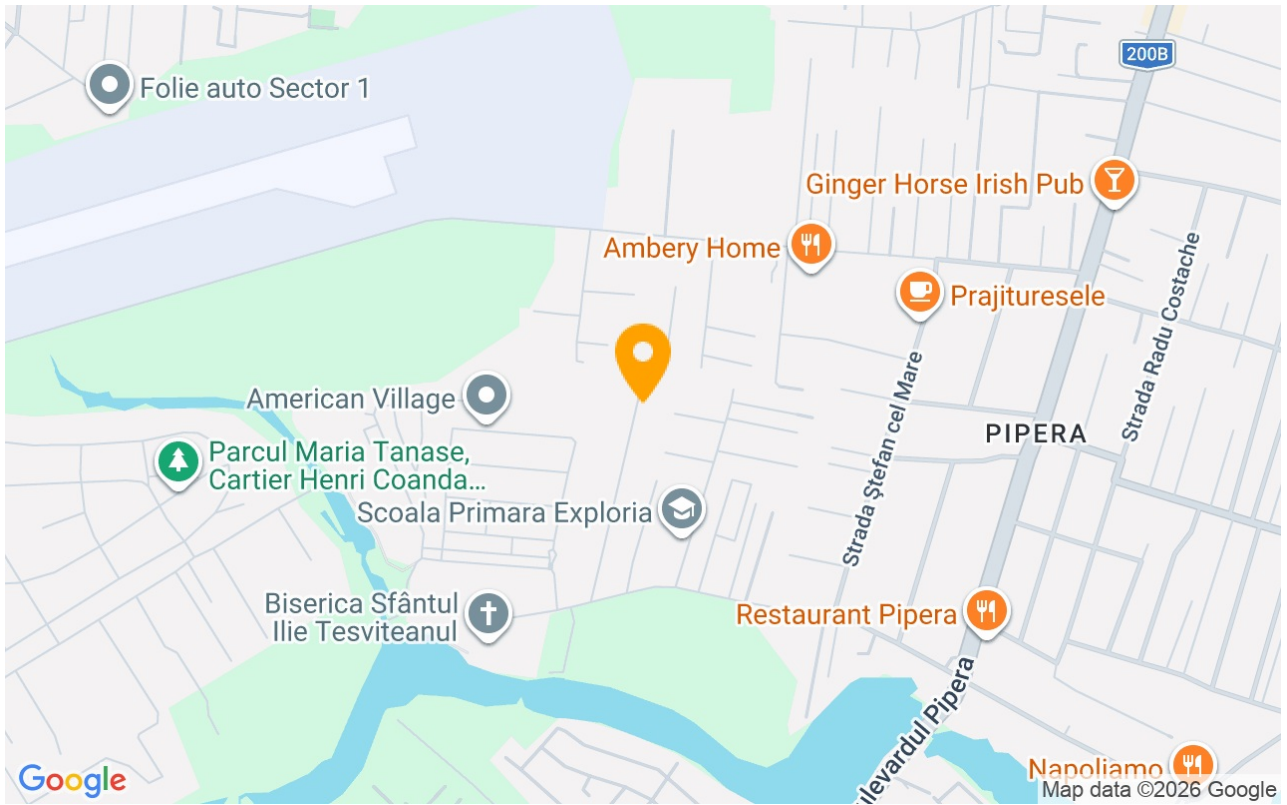 200B
Folie auto Sector 1
Ginger Horse Irish Pub
Ambery Home
Prajituresele
Strada Radu Costache
American Village
Strada Ștefan cel Mare
PIPERA
Parcul Maria Tanase,
Cartier Henri Coanda...
Scoala Primara Exploria
Biserica Sfântul
Ilie Tesviteanul
Restaurant Pipera
ulevardul Pipera
Napoliamo
Google
Map data ©2026 Google